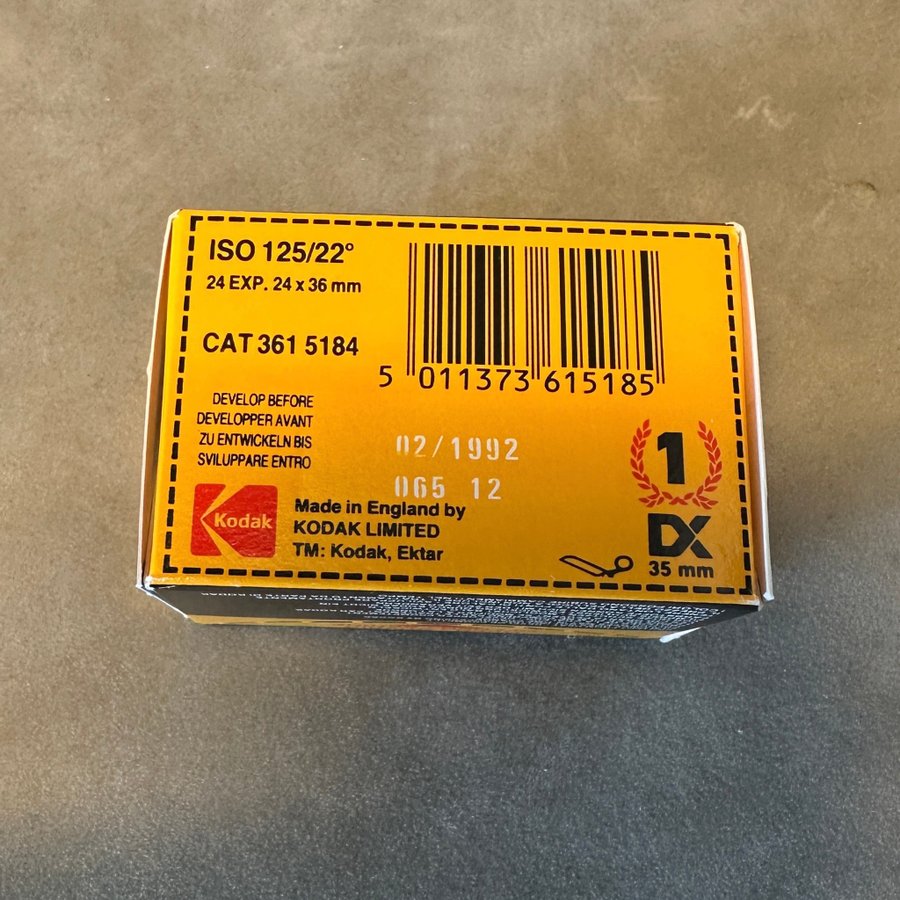 ISO 125/22°
24 EXP. 24 x 36 mm
CAT 361 5184
5 011373 615185
DEVELOP BEFORE
DEVELOPPER AVANT
ZU ENTWICKELN BIS
SVILUPPARE ENTRO
02/1992
065 12
Kodak
Made in England by
KODAK LIMITED
TM: Kodak, Ektar
1
DX
35 mm